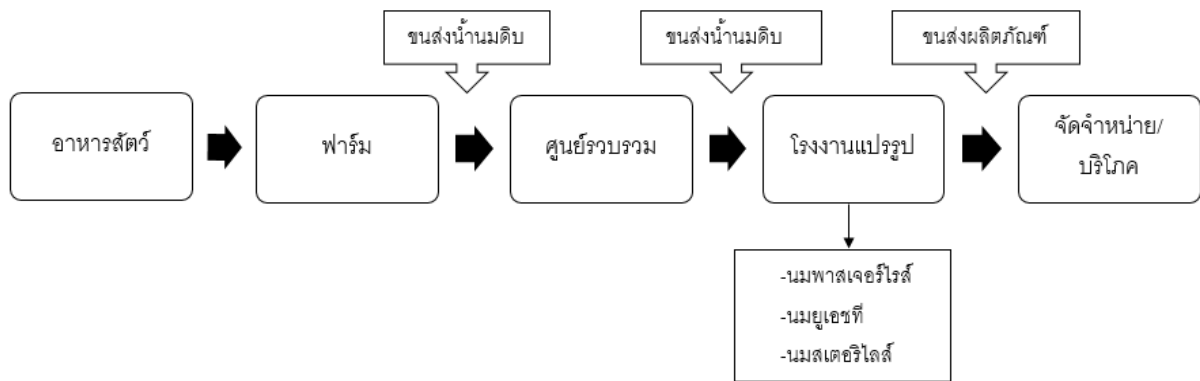 ขนส่งน้ำนมดิบ
ขนส่งน้ำนมดิบ
ขนส่งผลิตภัณฑ์
อาหารสัตว์
ฟาร์ม
ศูนย์รวบรวม
โรงงานแปรรูป
จัดจำหน่าย/
บริโภค
-นมพาสเจอร์ไรส์
-นมยูเอชที่
-นมสเตอริไลส์